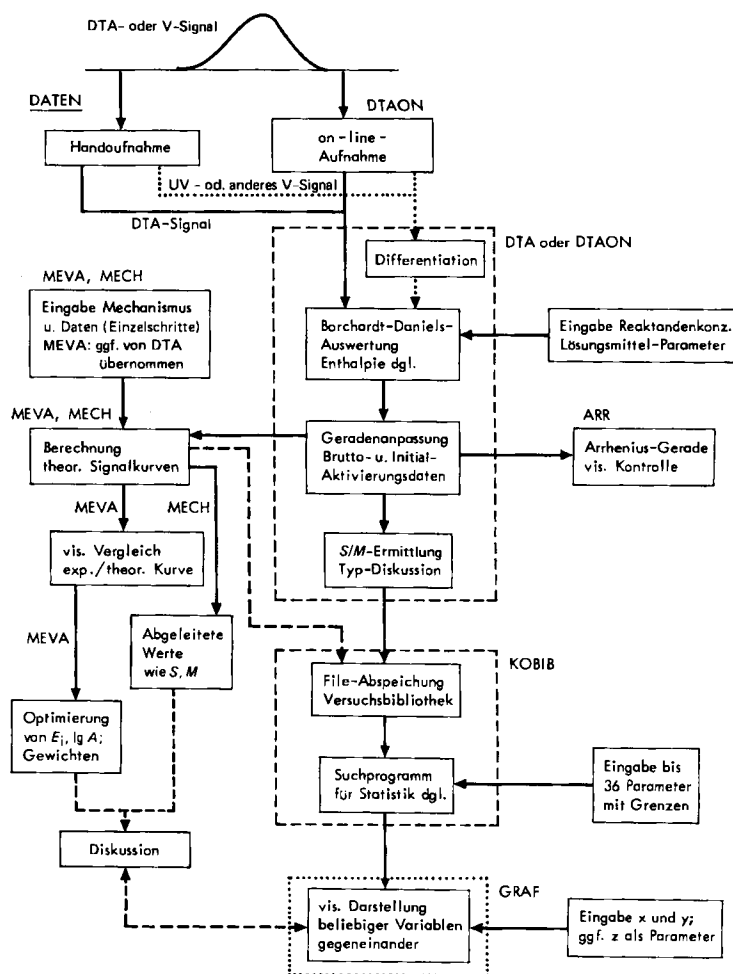 DTA- oder V-Signal
DATEN
DTAON
Handoaufnahme
on-line-
Aufnahme
UV - od. anderes V-Signal
DTA-Signal
DTA oder DTAON
Differentiation
MEVA, MECH
Eingabe Mechanismus
u. Daten (Einzelschritte)
MEVA: ggf. von DTA
übernommen
Borchardt-Daniels-
Auswertung
Enthalpie dgl.
Eingabe Reaktandenkonz.
Lösungsmittel-Parameter
MEVA, MECH
Berechnung
theor. Signalkurven
Geradenanpassung
Brutto- u. Initial-
Aktivierungsdaten
ARR
Arrhenius-Gerade
vis. Kontrolle
MEVA
MECH
vis. Vergleich
exp./theor. Kurve
S/M-Ermittlung
Typ-Diskussion
MEVA
Abgeleitete
Werte
wie S, M
KOBIB
File-Abspeichung
Versuchsbibliothek
Optimierung
von Ei, lg A;
Gewichten
Suchprogramm
für Statistik dgl.
Eingabe bis
36 Parameter
mit Grenzen
Diskussion
GRAF
vis. Darstellung
beliebiger Variablen
gegeneinander
Eingabe x und y;
ggf. z als Parameter